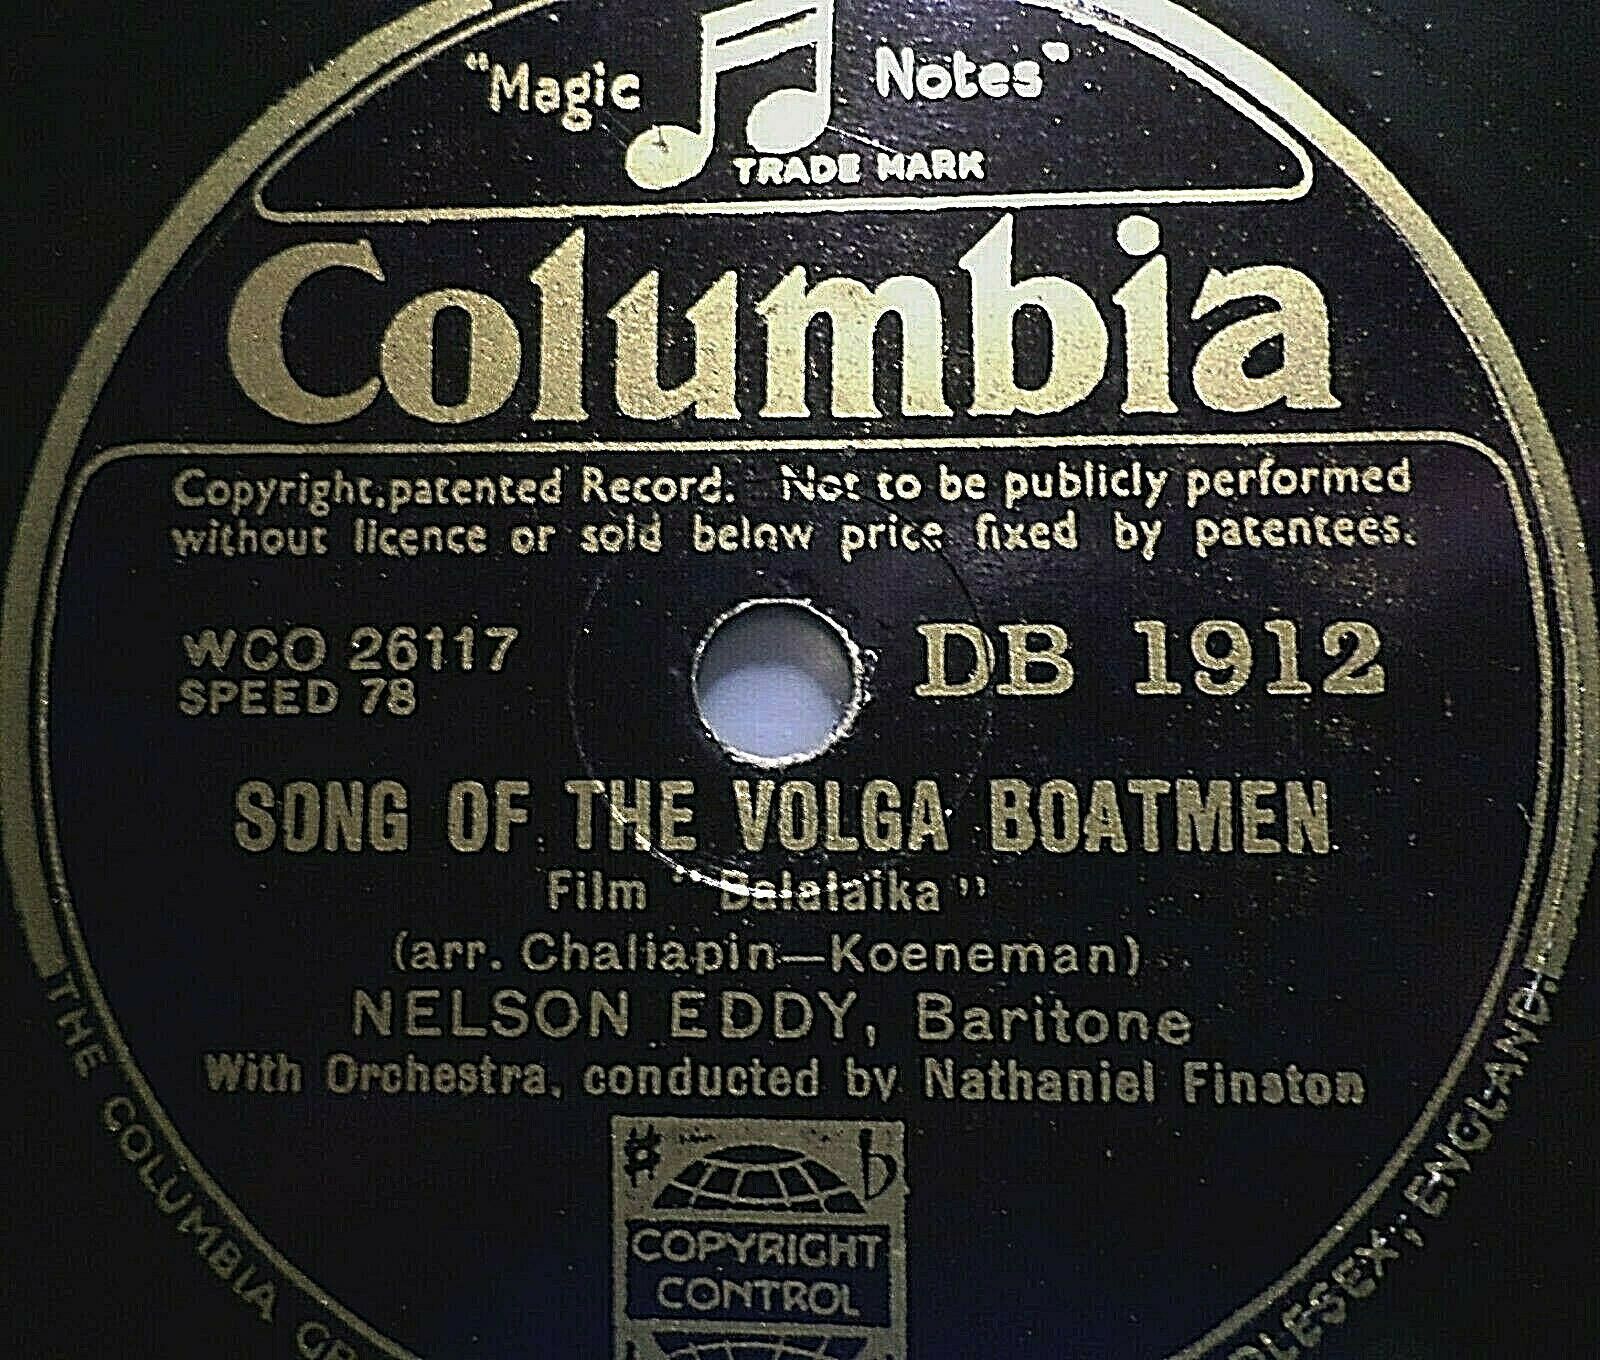 "Magic Notes"
TRADE MARK
Columbia
Copyright, patented Record. Not to be publicly performed
without licence or sold below price fixed by patentees.
WCO 26117
SPEED 78
DB 1912
SONG OF THE VOLGA BOATMEN
Film "Balalaika"
(arr. Chaliapin—Koeneman)
NELSON EDDY, Baritone
With Orchestra, conducted by Nathaniel Finston
♯ ♭
COPYRIGHT
CONTROL
THE COLUMBIA GR
DLESEX, ENGLAND.